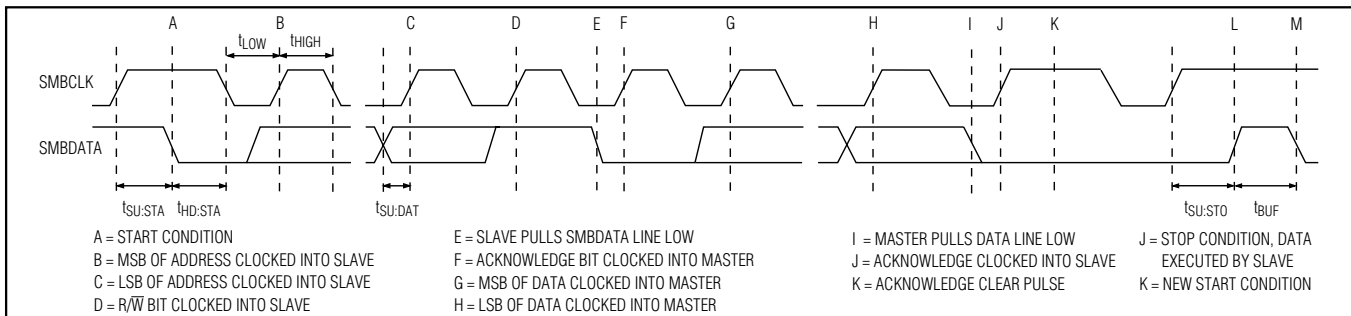 A B C D E F G H I J K L M
tLOW tHIGH
SMBCLK
SMBDATA
tSU:STA tHD:STA tSU:DAT tSU:STO tBUF
A = START CONDITION
B = MSB OF ADDRESS CLOCKED INTO SLAVE
C = LSB OF ADDRESS CLOCKED INTO SLAVE
D = R/W̅ BIT CLOCKED INTO SLAVE
E = SLAVE PULLS SMBDATA LINE LOW
F = ACKNOWLEDGE BIT CLOCKED INTO MASTER
G = MSB OF DATA CLOCKED INTO MASTER
H = LSB OF DATA CLOCKED INTO MASTER
I = MASTER PULLS DATA LINE LOW
J = ACKNOWLEDGE CLOCKED INTO SLAVE
K = ACKNOWLEDGE CLEAR PULSE
J = STOP CONDITION, DATA
EXECUTED BY SLAVE
K = NEW START CONDITION